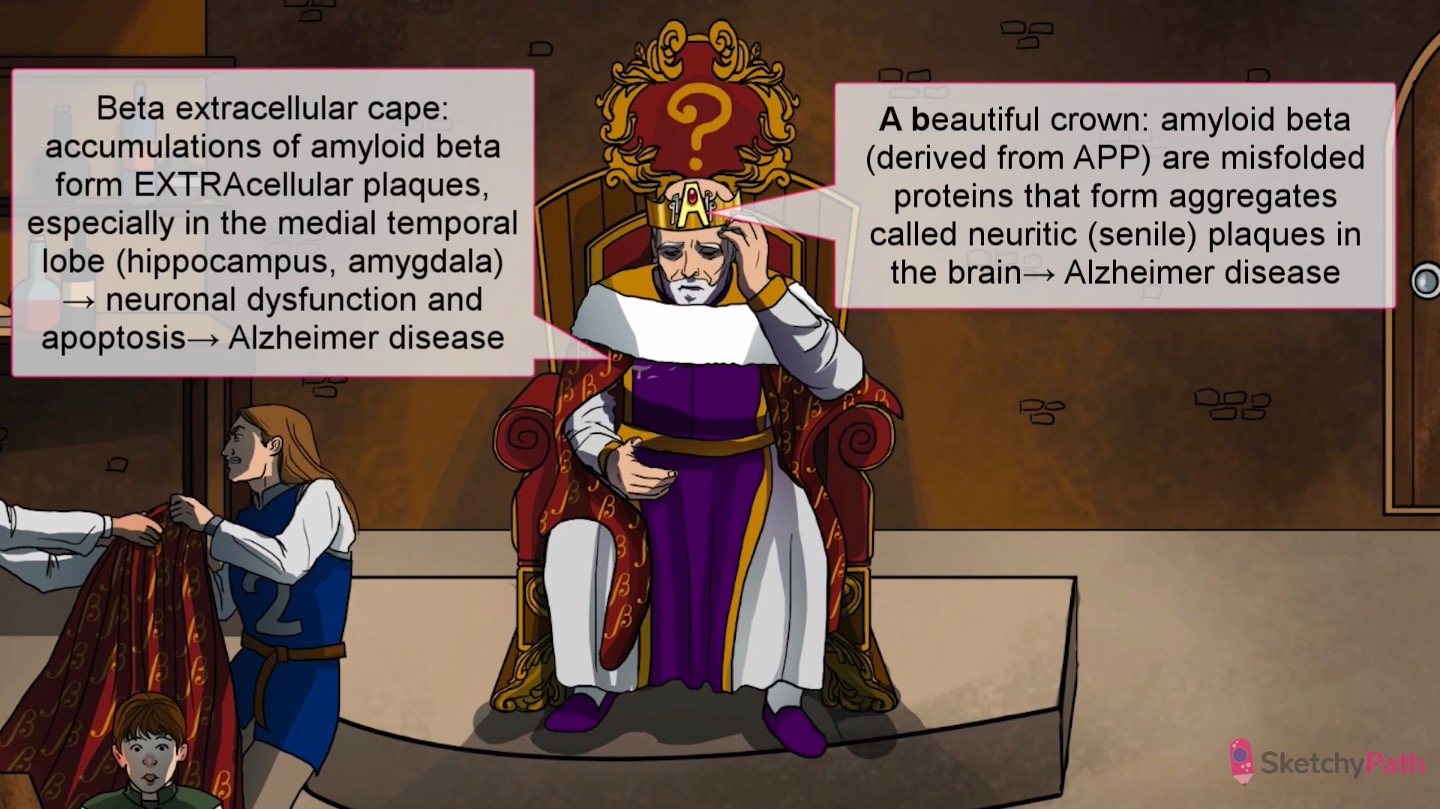 Beta extracellular cape:
accumulations of amyloid beta
form EXTRAcellular plaques,
especially in the medial temporal
lobe (hippocampus, amygdala)
→ neuronal dysfunction and
apoptosis→ Alzheimer disease
?
A
A beautiful crown: amyloid beta
(derived from APP) are misfolded
proteins that form aggregates
called neuritic (senile) plaques in
the brain→ Alzheimer disease
2
β
SketchyPath